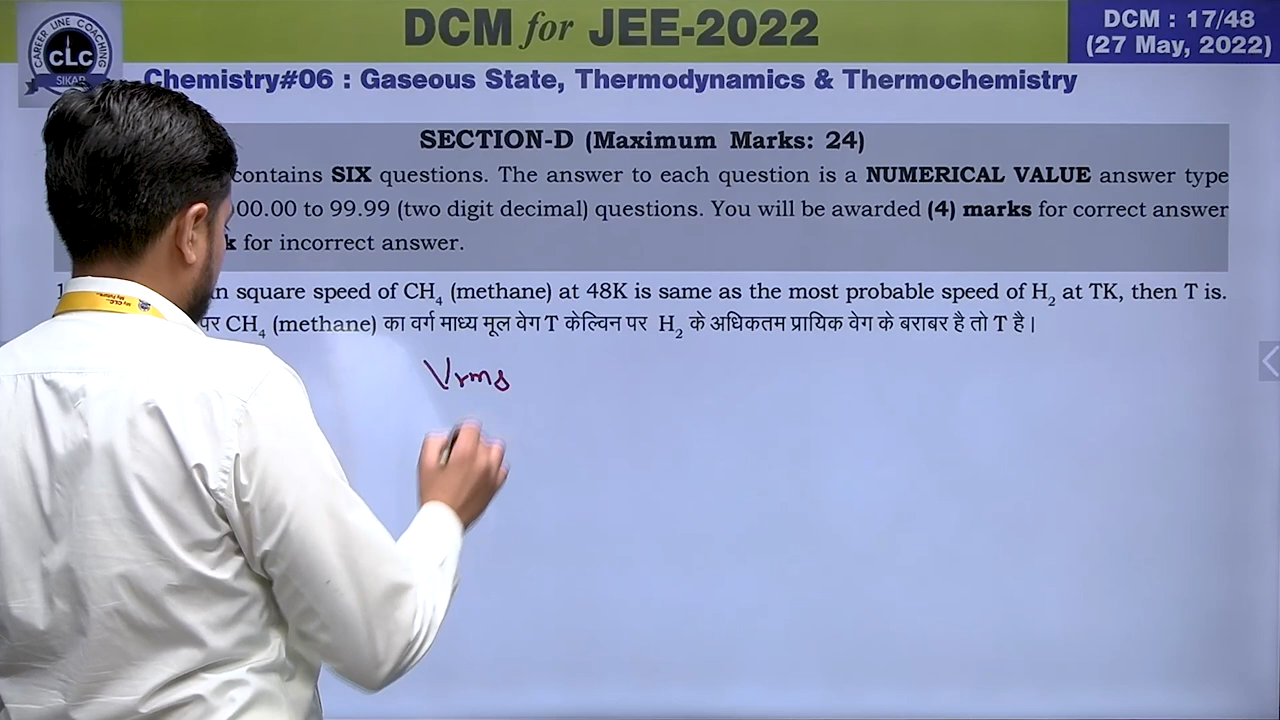 DCM for JEE-2022
DCM : 17/48
(27 May, 2022)
CAREER LINE COACHING
CLC
SIKAR
Chemistry#06 : Gaseous State, Thermodynamics & Thermochemistry
SECTION-D (Maximum Marks: 24)
contains SIX questions. The answer to each question is a NUMERICAL VALUE answer type
00.00 to 99.99 (two digit decimal) questions. You will be awarded (4) marks for correct answer
for incorrect answer.
square speed of CH4 (methane) at 48K is same as the most probable speed of H2 at TK, then T is.
पर CH4 (methane) का वर्ग माध्य मूल वेग T केल्विन पर H2 के अधिकतम प्रायिक वेग के बराबर है तो T है।
Vrms